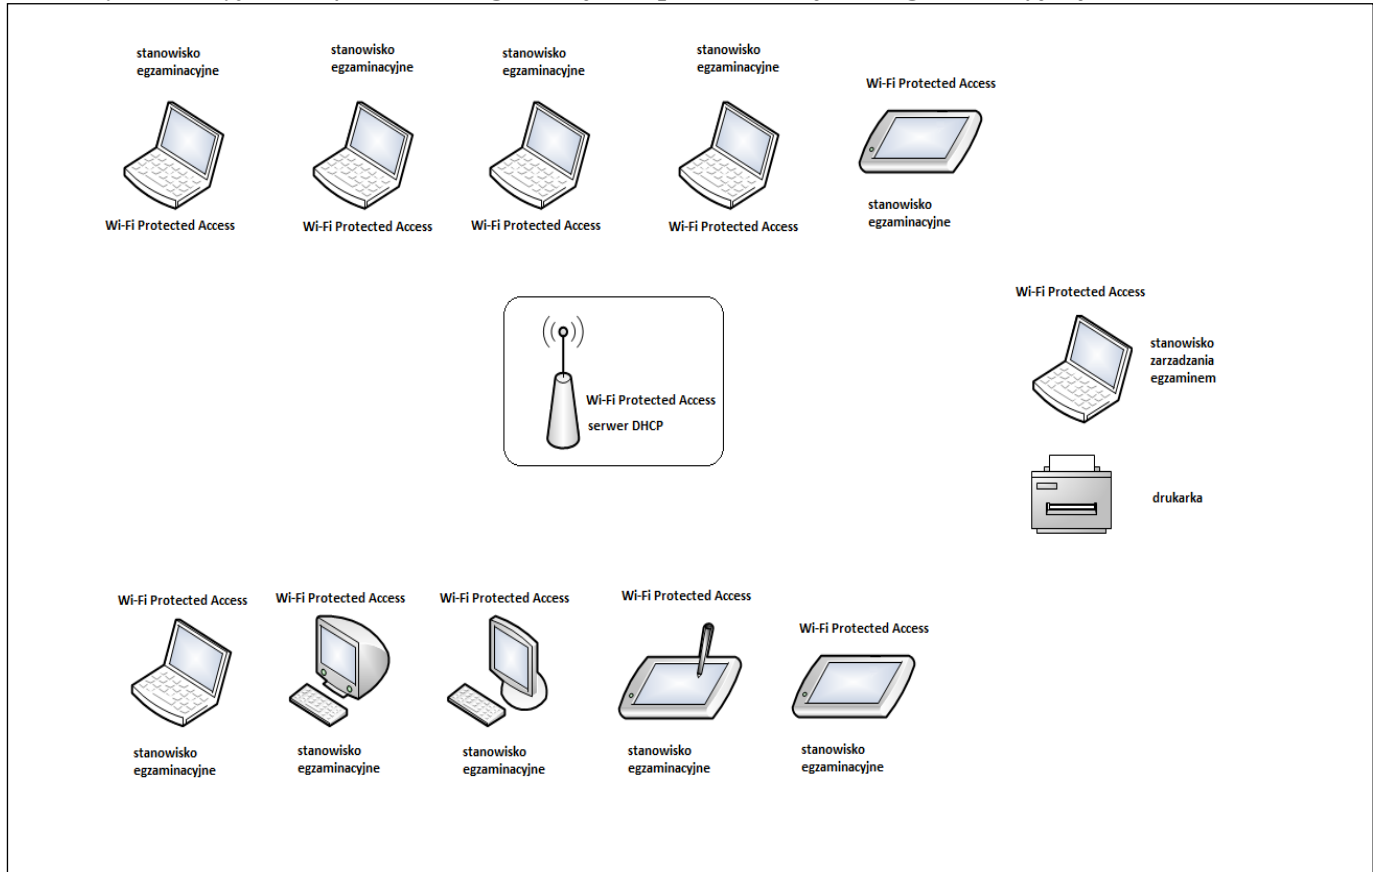 stanowisko
egzaminacyjne
stanowisko
egzaminacyjne
stanowisko
egzaminacyjne
stanowisko
egzaminacyjne
Wi-Fi Protected Access
Wi-Fi Protected Access
Wi-Fi Protected Access
Wi-Fi Protected Access
Wi-Fi Protected Access
stanowisko
egzaminacyjne
Wi-Fi Protected Access
stanowisko
zarzadzania
egzaminem
Wi-Fi Protected Access
serwer DHCP
drukarka
Wi-Fi Protected Access
Wi-Fi Protected Access
Wi-Fi Protected Access
Wi-Fi Protected Access
Wi-Fi Protected Access
stanowisko
egzaminacyjne
stanowisko
egzaminacyjne
stanowisko
egzaminacyjne
stanowisko
egzaminacyjne
stanowisko
egzaminacyjne